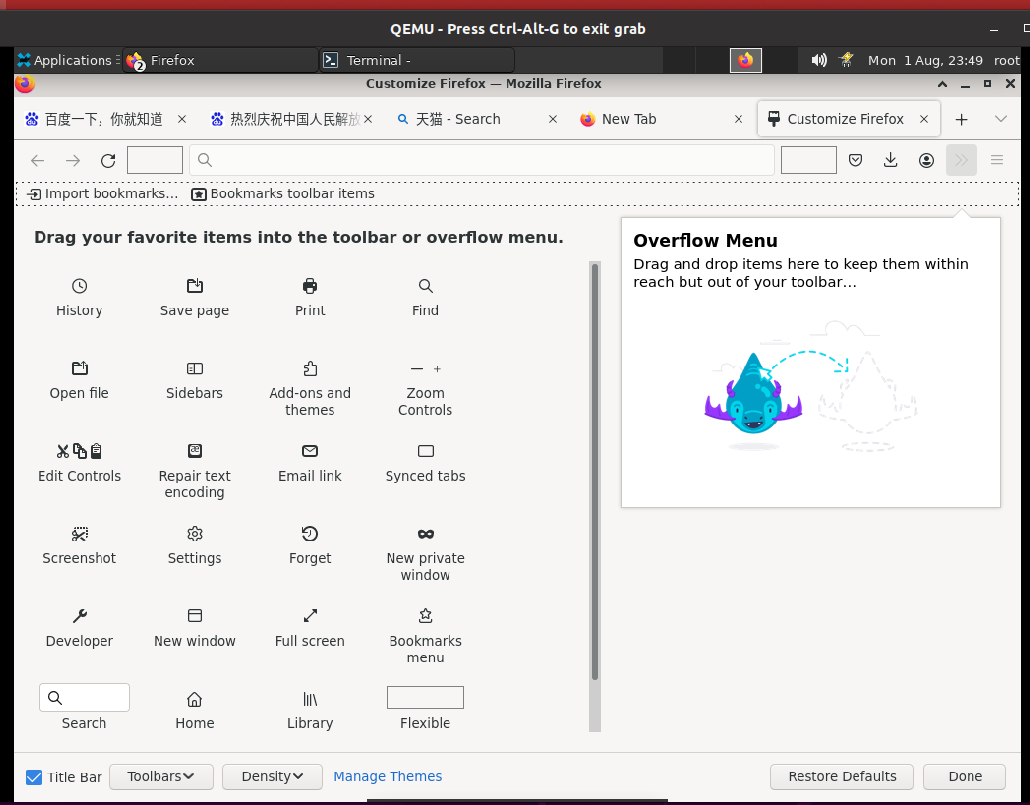 QEMU - Press Ctrl-Alt-G to exit grab
Applications
2
Firefox
Terminal -
Mon 1 Aug, 23:49 root
Customize Firefox — Mozilla Firefox
百度一下，你就知道
热烈庆祝中国人民解放
天猫 - Search
New Tab
Customize Firefox
Import bookmarks...
Bookmarks toolbar items
Drag your favorite items into the toolbar or overflow menu.
History
Save page
Print
Find
Open file
Sidebars
Add-ons and
themes
Zoom
Controls
Edit Controls
Repair text
encoding
Email link
Synced tabs
Screenshot
Settings
Forget
New private
window
Developer
New window
Full screen
Bookmarks
menu
Search
Home
Library
Flexible
Overflow Menu
Drag and drop items here to keep them within
reach but out of your toolbar...
Title Bar
Toolbars
Density
Manage Themes
Restore Defaults
Done